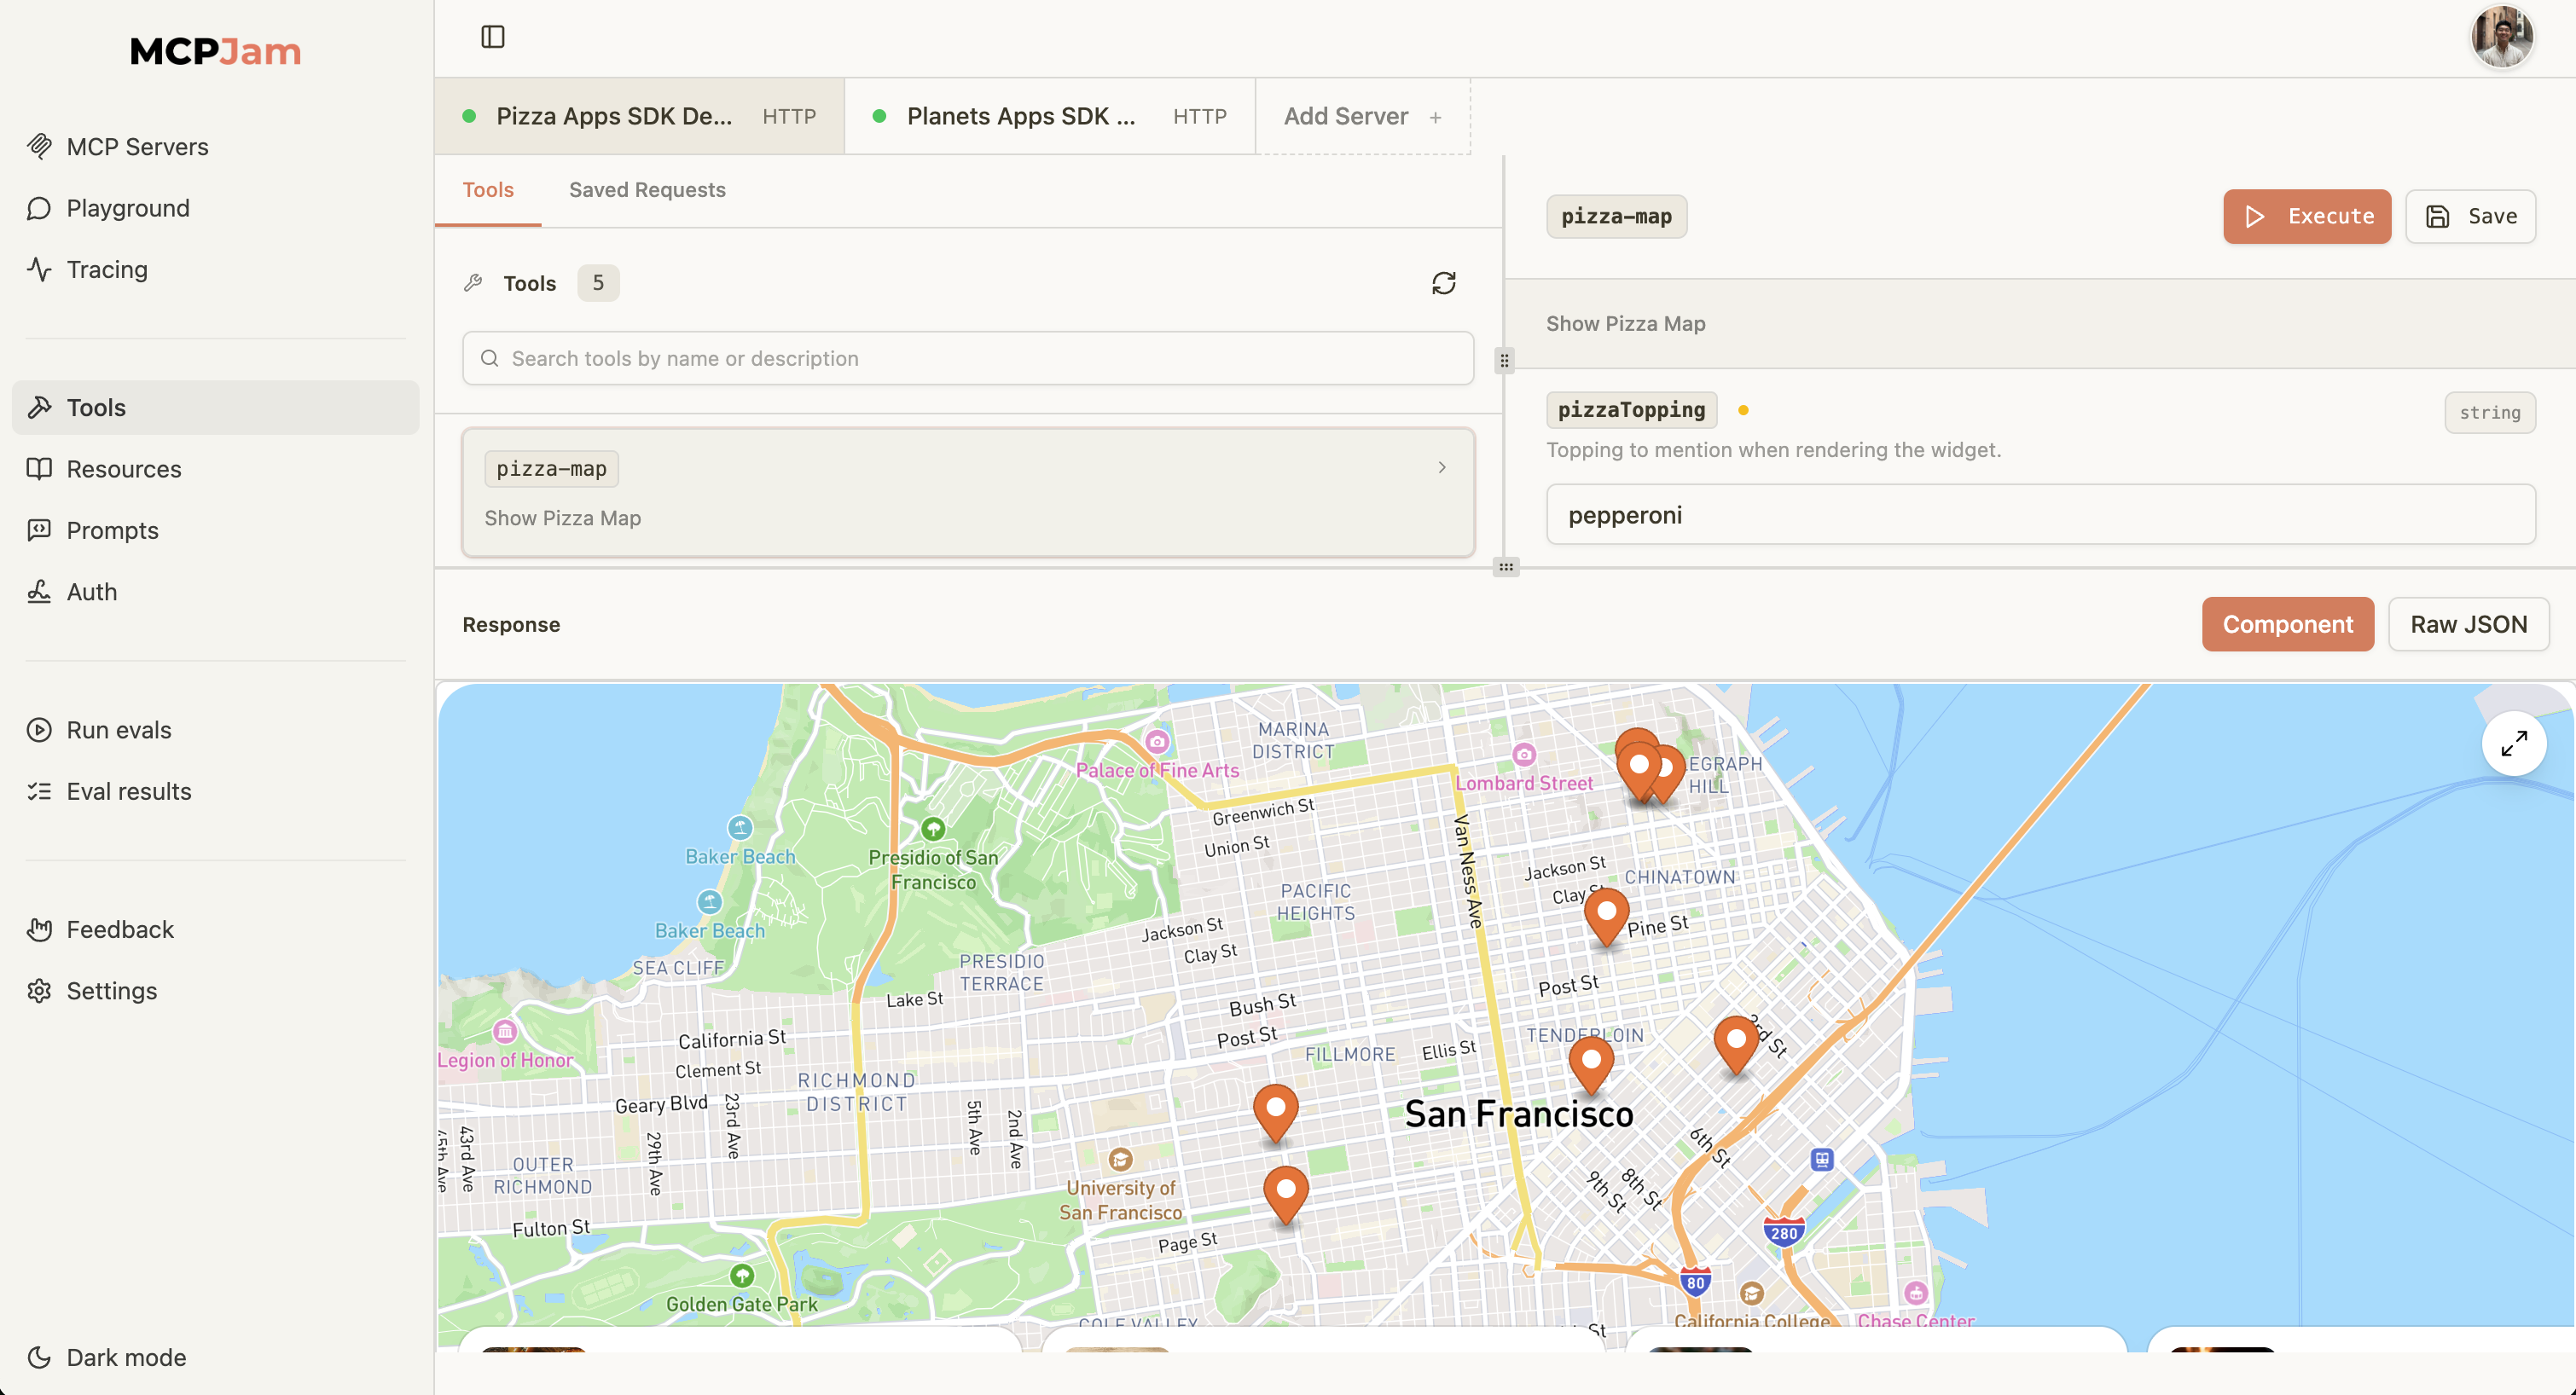 MCPJam
MCP Servers
Playground
Tracing
Tools
Resources
Prompts
Auth
Run evals
Eval results
Feedback
Settings
Dark mode
Pizza Apps SDK De... HTTP
Planets Apps SDK ... HTTP
Add Server +
Tools
Saved Requests
Tools 5
Search tools by name or description
pizza-map
Show Pizza Map
pizza-map
Execute
Save
Show Pizza Map
pizzaTopping
string
Topping to mention when rendering the widget.
pepperoni
Response
Component
Raw JSON
MARINA
DISTRICT
Palace of Fine Arts
Lombard Street
EGRAPH
HILL
Greenwich St
Union St
Van Ness Ave
Baker Beach
Presidio of San
Francisco
Jackson St
CHINATOWN
Clay St
PACIFIC
HEIGHTS
Baker Beach
Jackson St
Pine St
Clay St
SEA CLIFF
PRESIDIO
TERRACE
Lake St
Bush St
Post St
Post St
TENDERLOIN
3rd St
California St
Legion of Honor
Clement St
FILLMORE
Ellis St
RICHMOND
DISTRICT
Geary Blvd
23rd Ave
5th Ave
2nd Ave
San Francisco
45th Ave
43rd Ave
29th Ave
6th St
OUTER
RICHMOND
University of
San Francisco
8th St
9th St
Fulton St
Page St
280
80
Golden Gate Park
COLE VALLEY
St
California College
Chase Center